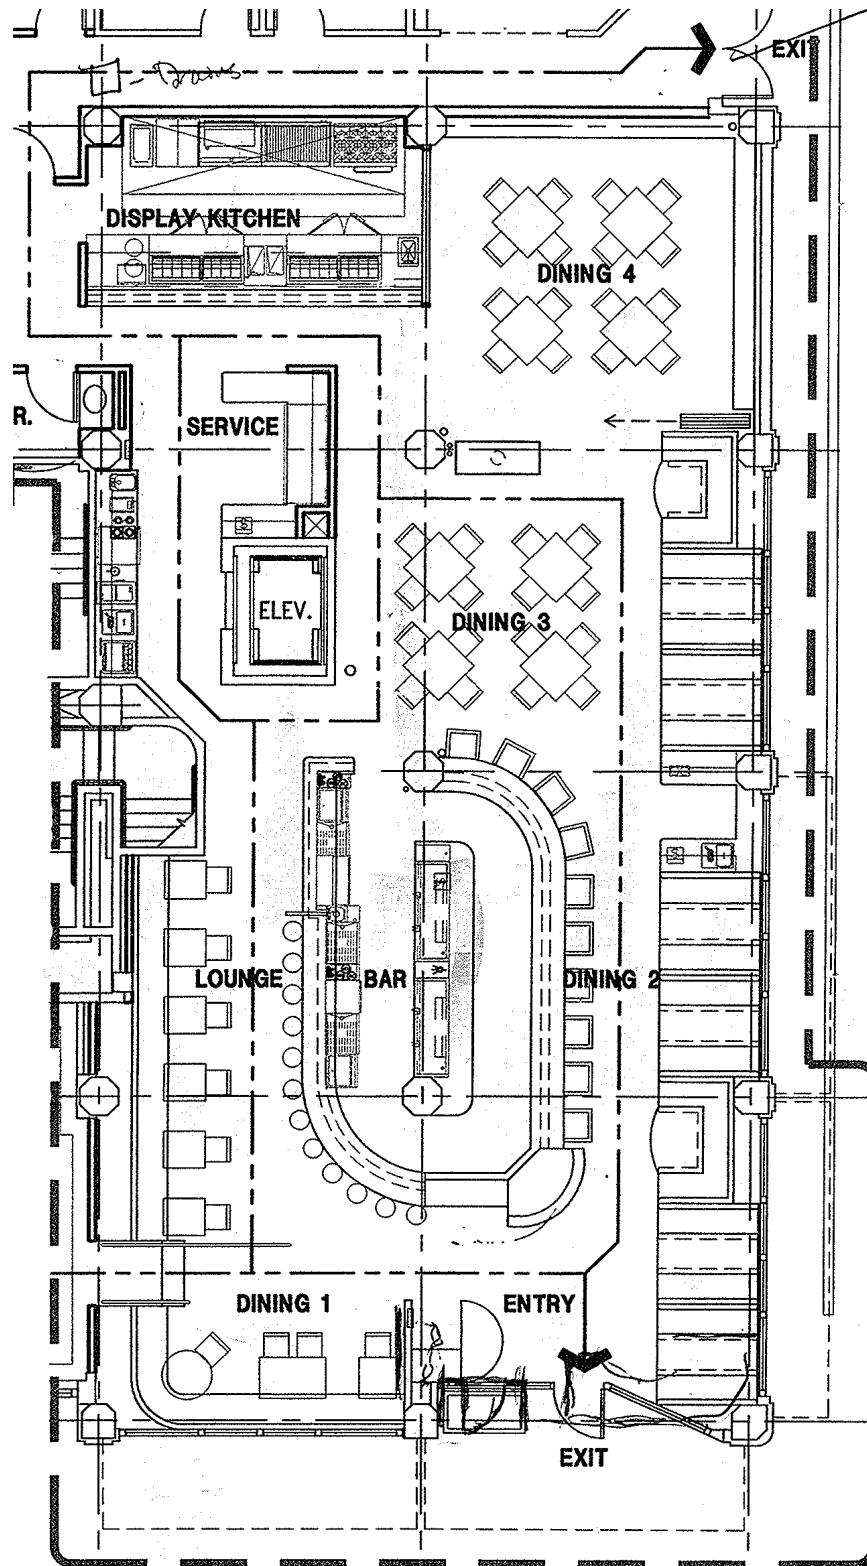 EXIT
DISPLAY KITCHEN
DINING 4
R.
SERVICE
ELEV.
DINING 3
LOUNGE
BAR
DINING 2
DINING 1
ENTRY
EXIT